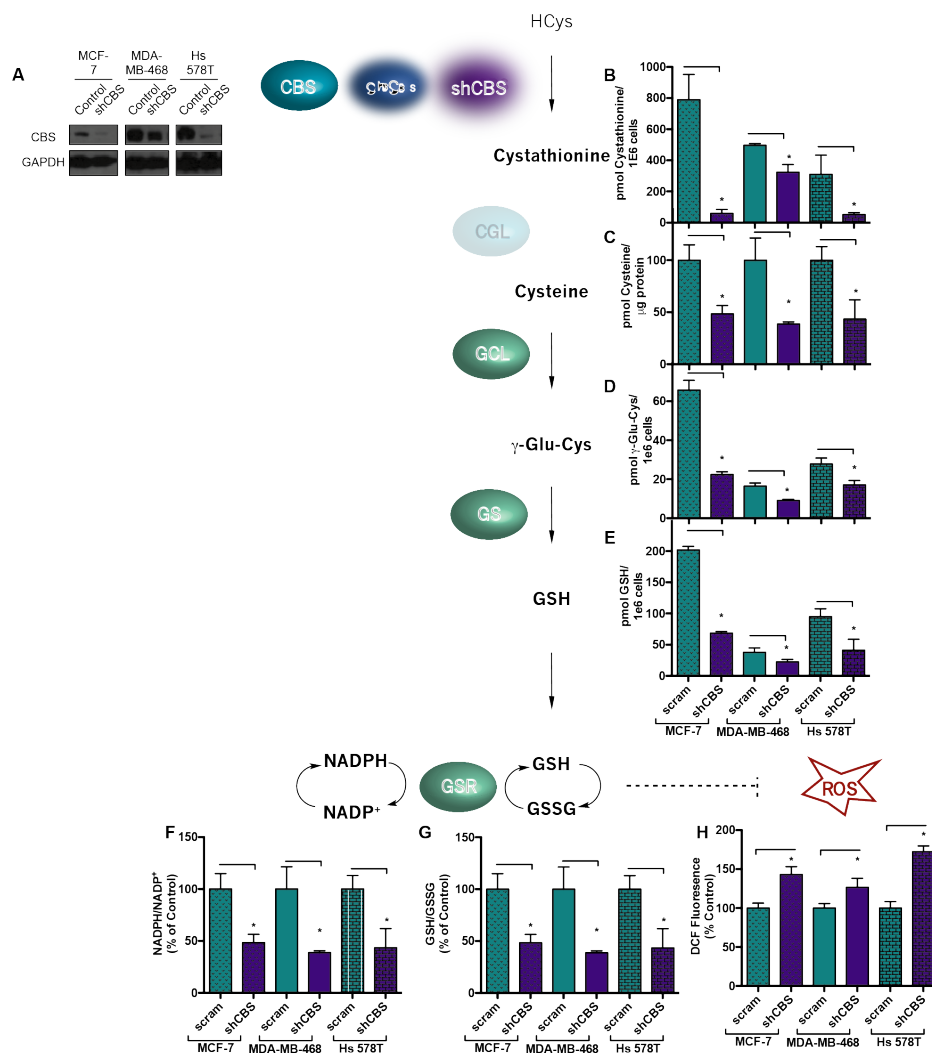 HCys
A
MCF-
7
MDA-
MB-468
Hs
578T
Control
shCBS
Control
shCBS
Control
shCBS
CBS
GAPDH
CBS
shCBS
Cystathionine
CGL
Cysteine
GCL
γ-Glu-Cys
GS
GSH
B
pmol Cystathionine/
1E6 cells
1000
800
600
400
200
0
*
*
*
C
pmol Cysteine/
µg protein
100
50
0
*
*
*
D
pmol γ-Glu-Cys/
1e6 cells
60
40
20
0
*
*
*
E
pmol GSH/
1e6 cells
200
150
100
50
0
*
*
*
scram
shCBS
scram
shCBS
scram
shCBS
MCF-7
MDA-MB-468
Hs 578T
NADPH
NADP+
GSR
GSH
GSSG
ROS
F
NADPH/NADP+
(% of Control)
150
100
50
0
*
*
*
scram
shCBS
scram
shCBS
scram
shCBS
MCF-7
MDA-MB-468
Hs 578T
G
GSH/GSSG
(% of Control)
150
100
50
0
*
*
*
scram
shCBS
scram
shCBS
scram
shCBS
MCF-7
MDA-MB-468
Hs 578T
H
DCF Fluoresence
(% Control)
200
150
100
50
0
*
*
*
scram
shCBS
scram
shCBS
scram
shCBS
MCF-7
MDA-MB-468
Hs 578T